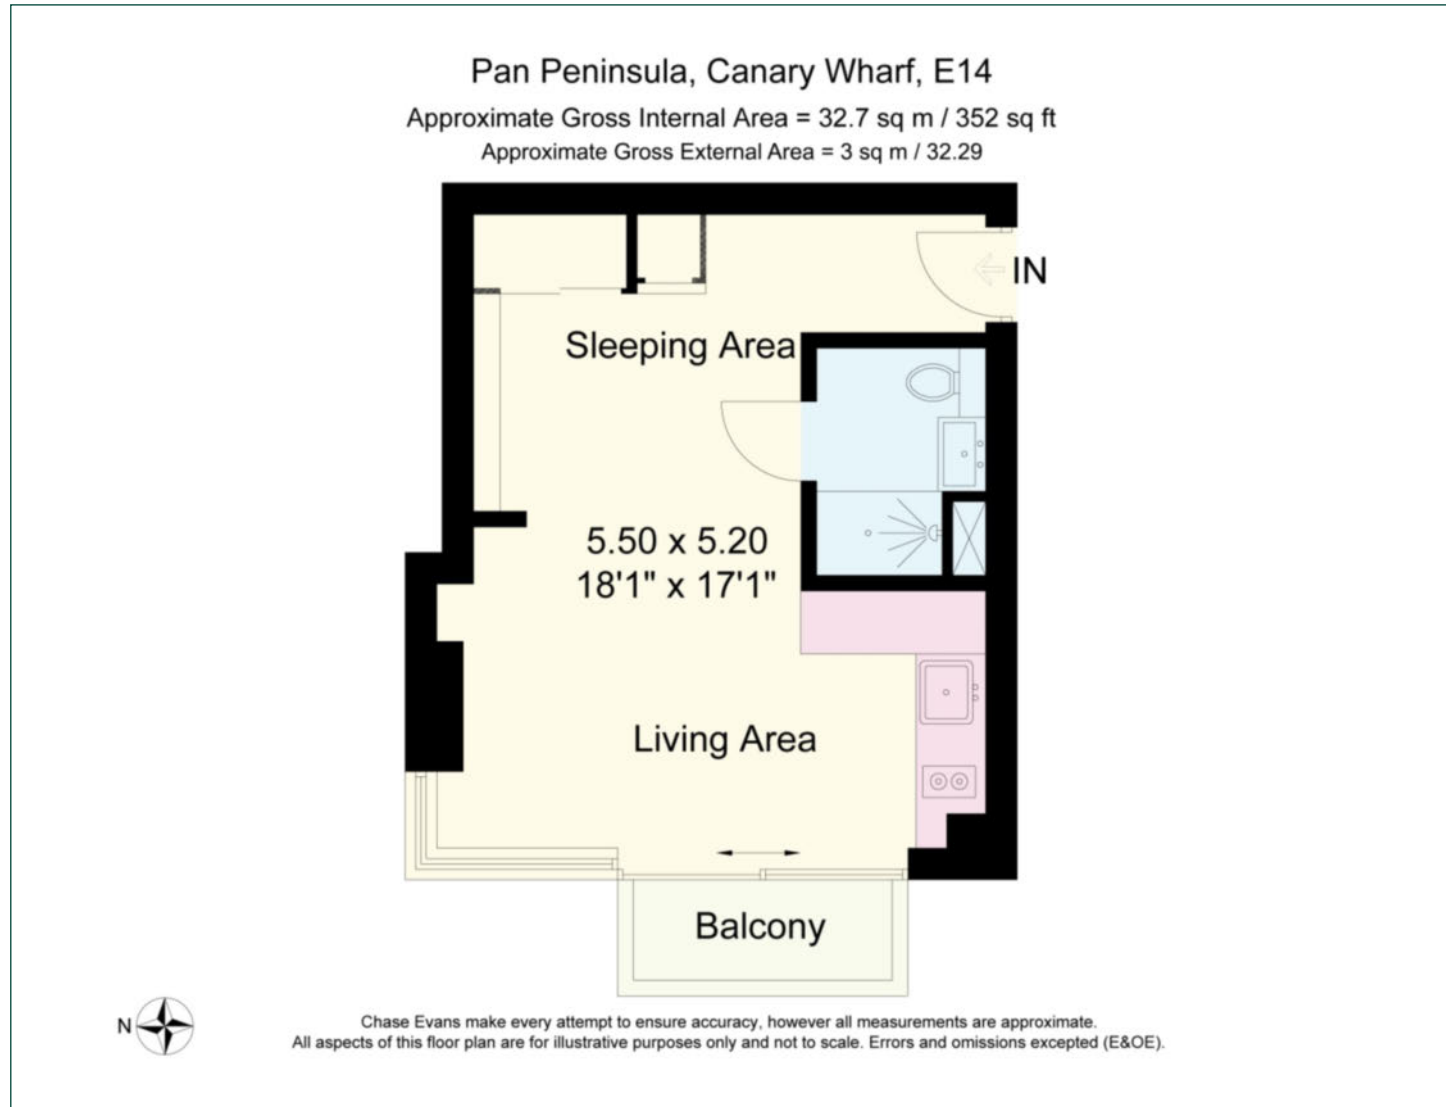 Pan Peninsula, Canary Wharf, E14
Approximate Gross Internal Area = 32.7 sq m / 352 sq ft
Approximate Gross External Area = 3 sq m / 32.29
IN
Sleeping Area
5.50 x 5.20
18'1" x 17'1"
Living Area
Balcony
N
Chase Evans make every attempt to ensure accuracy, however all measurements are approximate.
All aspects of this floor plan are for illustrative purposes only and not to scale. Errors and omissions excepted (E&OE).